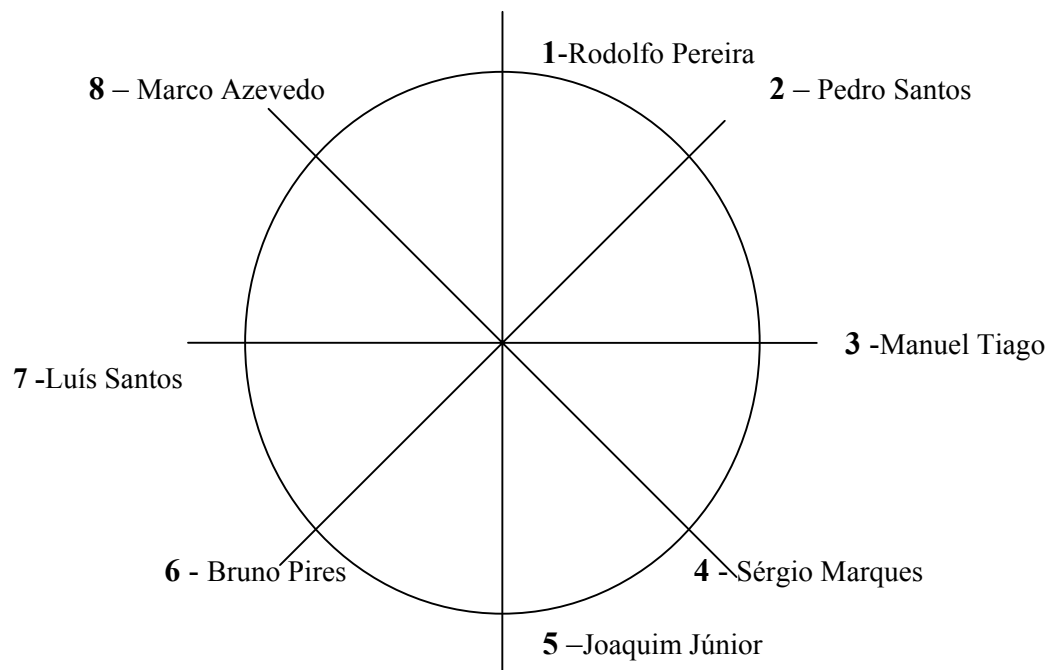 1-Rodolfo Pereira
2 – Pedro Santos
3 -Manuel Tiago
4 - Sérgio Marques
5 –Joaquim Júnior
6 - Bruno Pires
7 -Luís Santos
8 – Marco Azevedo